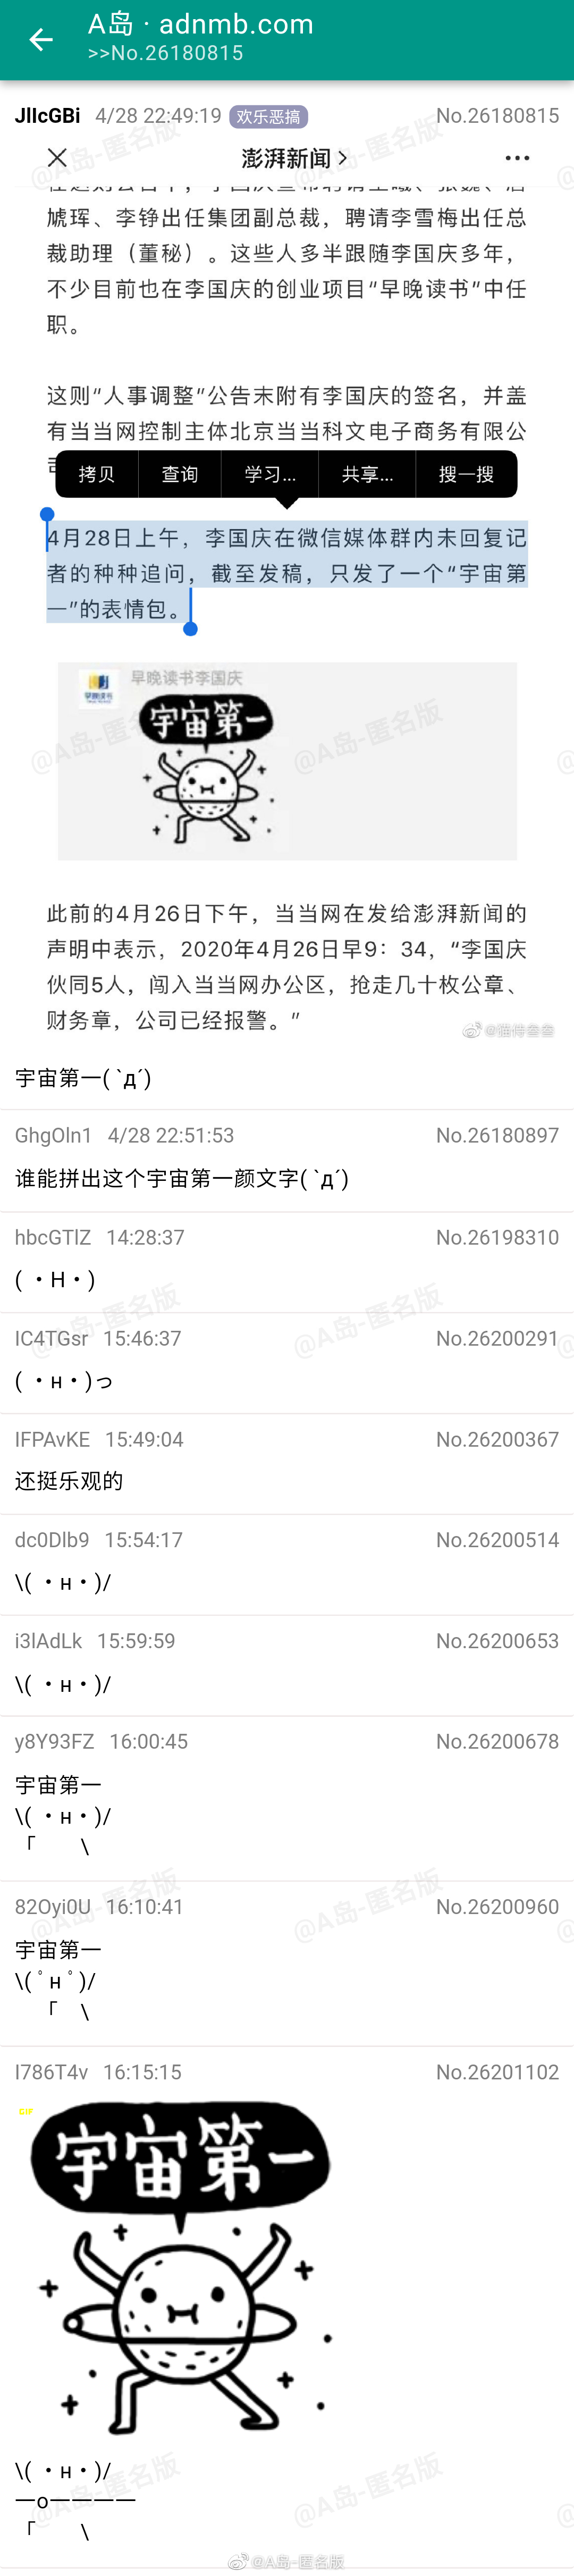 A岛 · adnmb.com
>>No.26180815
JlIcGBi 4/28 22:49:19 欢乐恶搞 No.26180815
澎湃新闻
虓珲、李铮出任集团副总裁，聘请李雪梅出任总
裁助理（董秘）。这些人多半跟随李国庆多年，
不少目前也在李国庆的创业项目“早晚读书”中任
职。
这则“人事调整”公告末附有李国庆的签名，并盖
有当当网控制主体北京当当科文电子商务有限公
拷贝 查询 学习... 共享... 搜一搜
4月28日上午，李国庆在微信媒体群内未回复记
者的种种追问，截至发稿，只发了一个“宇宙第
一”的表情包。
早晚读书李国庆
早晚读书
宇宙第一
此前的4月26日下午，当当网在发给澎湃新闻的
声明中表示，2020年4月26日早9：34，“李国庆
伙同5人，闯入当当网办公区，抢走几十枚公章、
财务章，公司已经报警。”
宇宙第一( `д´)
GhgOln1 4/28 22:51:53 No.26180897
谁能拼出这个宇宙第一颜文字( `д´)
hbcGTlZ 14:28:37 No.26198310
( ・H・)
IC4TGsr 15:46:37 No.26200291
( ・н・)っ
IFPAvKE 15:49:04 No.26200367
还挺乐观的
dc0Dlb9 15:54:17 No.26200514
\( ・н・)/
i3lAdLk 15:59:59 No.26200653
\( ・н・)/
y8Y93FZ 16:00:45 No.26200678
宇宙第一
\( ・н・)/
「　　\
82Oyi0U 16:10:41 No.26200960
宇宙第一
\( ﾟнﾟ)/
　「　\
I786T4v 16:15:15 No.26201102
GIF
宇宙第一
\( ・н・)/
一o一一一一
「　　\
@A岛-匿名版